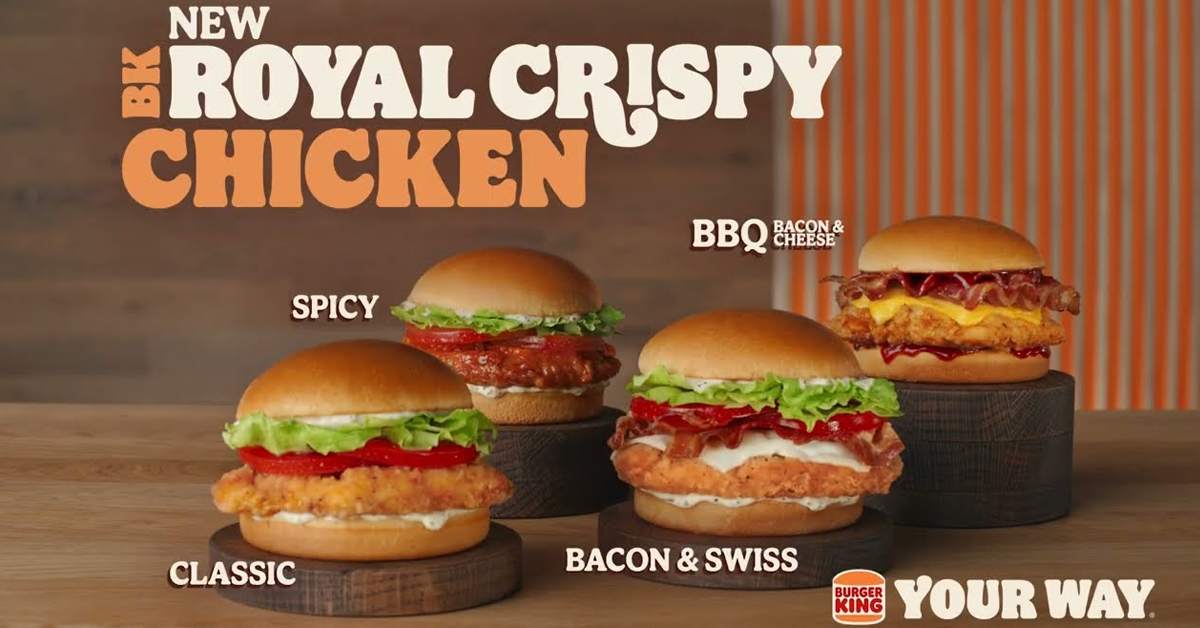 NEW
BK
ROYAL CRISPY
CHICKEN
BBQ BACON &
CHEESE
SPICY
CLASSIC
BACON & SWISS
BURGER
KING
YOUR WAY